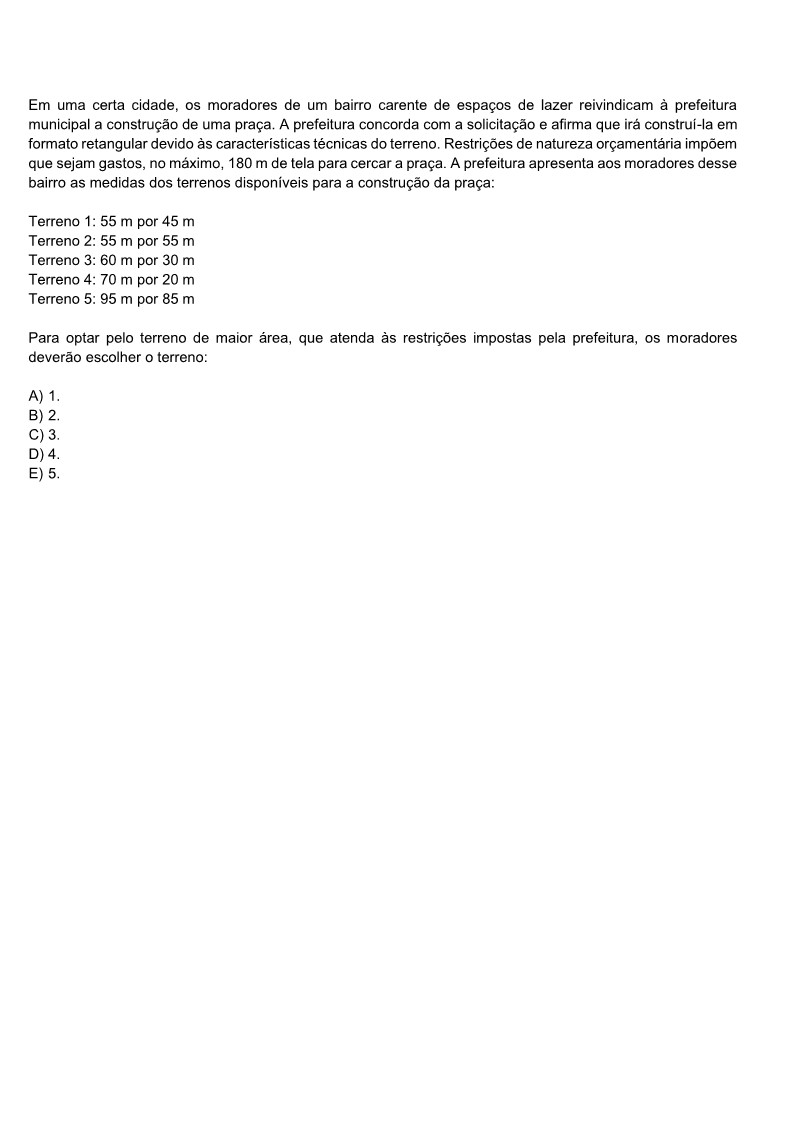 Em uma certa cidade, os moradores de um bairro carente de espaços de lazer reivindicam à prefeitura
municipal a construção de uma praça. A prefeitura concorda com a solicitação e afirma que irá construí-la em
formato retangular devido às características técnicas do terreno. Restrições de natureza orçamentária impõem
que sejam gastos, no máximo, 180 m de tela para cercar a praça. A prefeitura apresenta aos moradores desse
bairro as medidas dos terrenos disponíveis para a construção da praça:
Terreno 1: 55 m por 45 m
Terreno 2: 55 m por 55 m
Terreno 3: 60 m por 30 m
Terreno 4: 70 m por 20 m
Terreno 5: 95 m por 85 m
Para optar pelo terreno de maior área, que atenda às restrições impostas pela prefeitura, os moradores
deverão escolher o terreno:
A) 1.
B) 2.
C) 3.
D) 4.
E) 5.